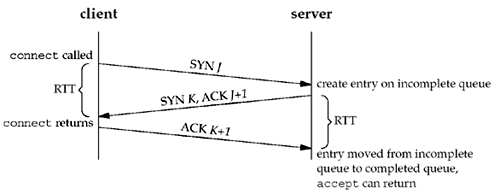 client
server
connect called
SYN J
RTT
create entry on incomplete queue
SYN K, ACK J+1
connect returns
RTT
ACK K+1
entry moved from incomplete
queue to completed queue,
accept can return